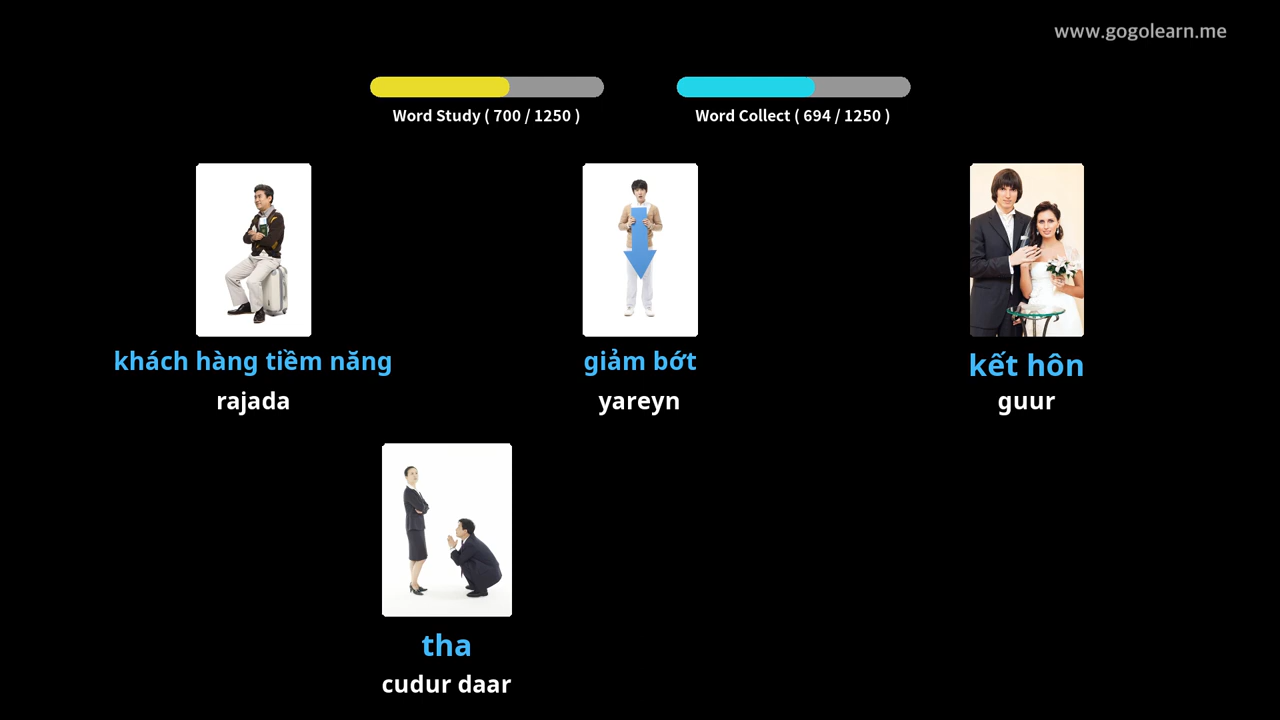 www.gogolearn.me
Word Study ( 700 / 1250 )
Word Collect ( 694 / 1250 )
khách hàng tiềm năng
rajada
giảm bớt
yareyn
kết hôn
guur
tha
cudur daar